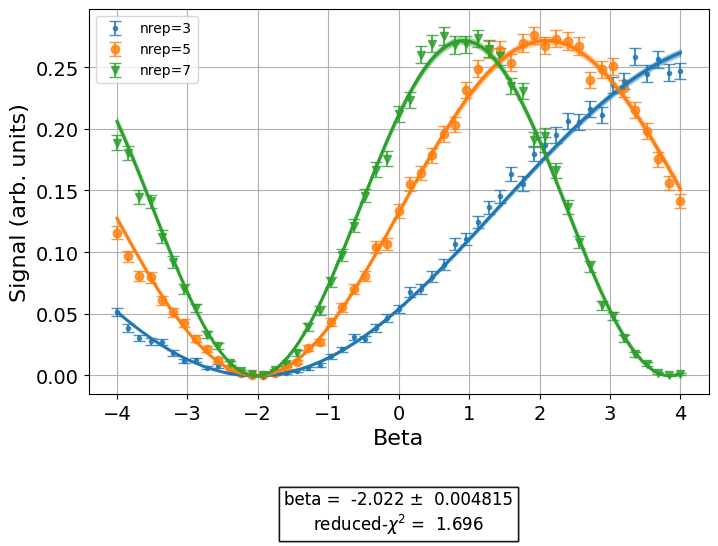 nrep=3
nrep=5
nrep=7
Signal (arb. units)
0.25
0.20
0.15
0.10
0.05
0.00
−4 −3 −2 −1 0 1 2 3 4
Beta
beta = -2.022 ± 0.004815
reduced-χ² = 1.696